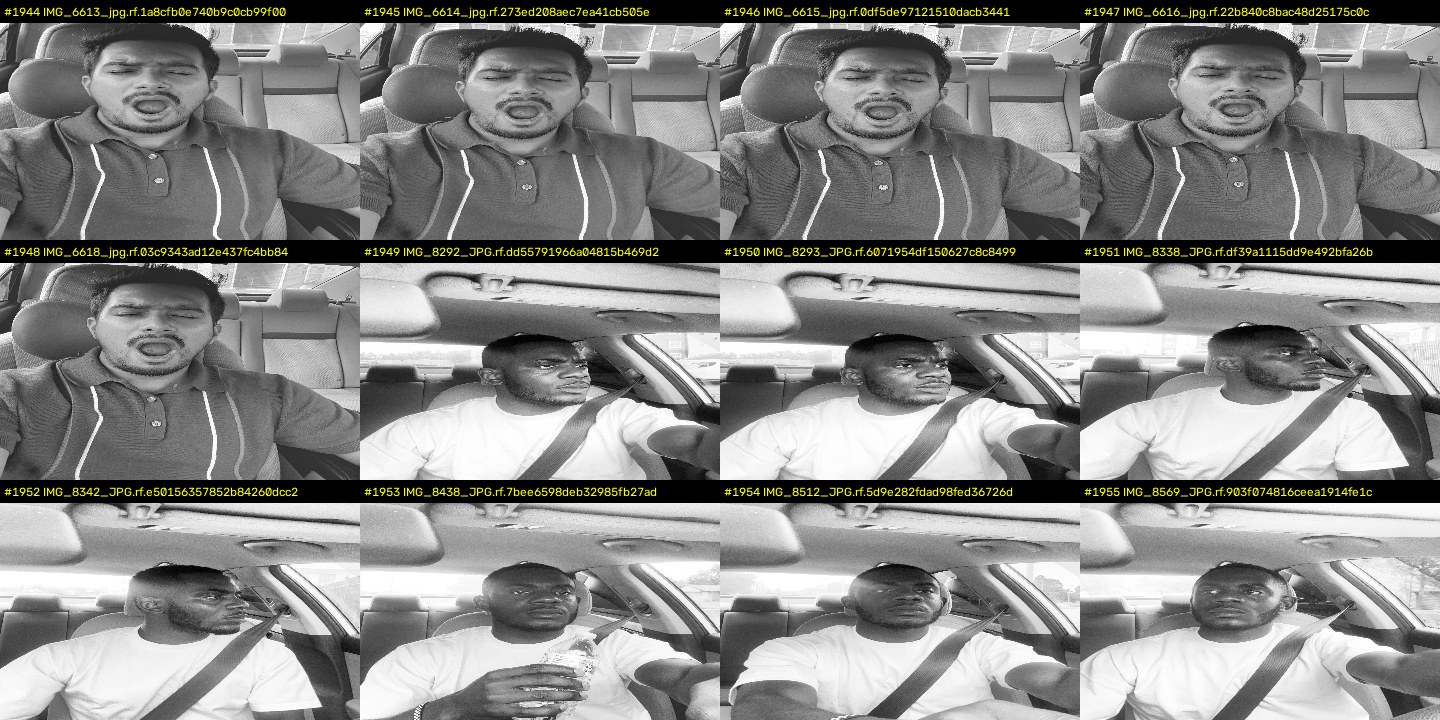 #1944 IMG_6613_jpg.rf.1a8cfb0e740b9c0cb99f00
#1945 IMG_6614_jpg.rf.273ed208aec7ea41cb505e
#1946 IMG_6615_jpg.rf.0df5de97121510dacb3441
#1947 IMG_6616_jpg.rf.22b840c8bac48d25175c0c
#1948 IMG_6618_jpg.rf.03c9343ad12e437fc4bb84
#1949 IMG_8292_JPG.rf.dd55791966a04815b469d2
#1950 IMG_8293_JPG.rf.6071954df150627c8c8499
#1951 IMG_8338_JPG.rf.df39a1115dd9e492bfa26b
#1952 IMG_8342_JPG.rf.e50156357852b84260dcc2
#1953 IMG_8438_JPG.rf.7bee6598deb32985fb27ad
#1954 IMG_8512_JPG.rf.5d9e282fdad98fed36726d
#1955 IMG_8569_JPG.rf.903f074816ceea1914fe1c